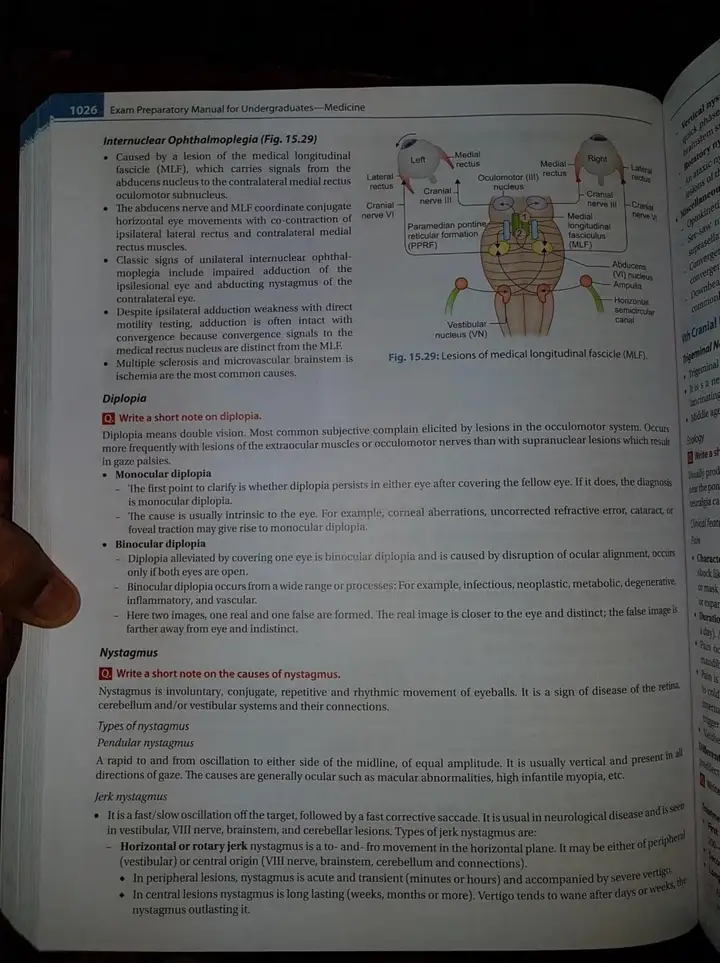 1026 Exam Preparatory Manual for Undergraduates—Medicine
Internuclear Ophthalmoplegia (Fig. 15.29)
• Caused by a lesion of the medical longitudinal
fascicle (MLF), which carries signals from the
abducens nucleus to the contralateral medial rectus
oculomotor subnucleus.
• The abducens nerve and MLF coordinate conjugate
horizontal eye movements with co-contraction of
ipsilateral lateral rectus and contralateral medial
rectus muscles.
• Classic signs of unilateral internuclear ophthal-
moplegia include impaired adduction of the
ipsilesional eye and abducting nystagmus of the
contralateral eye.
• Despite ipsilateral adduction weakness with direct
motility testing, adduction is often intact with
convergence because convergence signals to the
medical rectus nucleus are distinct from the MLF.
• Multiple sclerosis and microvascular brainstem is
ischemia are the most common causes.
Left
Medial
rectus
Lateral
rectus
Cranial
nerve III
Cranial
nerve VI
Oculomotor (III)
nucleus
Medial
rectus
Right
Lateral
rectus
Cranial
nerve III
Cranial
nerve VI
Paramedian pontine
reticular formation
(PPRF)
1
2
Medial
longitudinal
fasciculus
(MLF)
Abducens
(VI) nucleus
Ampulla
Horizontal
semicircular
canal
Vestibular
nucleus (VN)
Fig. 15.29: Lesions of medical longitudinal fascicle (MLF).
Diplopia
Q. Write a short note on diplopia.
Diplopia means double vision. Most common subjective complain elicited by lesions in the occulomotor system. Occurs
more frequently with lesions of the extraocular muscles or occulomotor nerves than with supranuclear lesions which result
in gaze palsies.
• Monocular diplopia
– The first point to clarify is whether diplopia persists in either eye after covering the fellow eye. If it does, the diagnosis
is monocular diplopia.
– The cause is usually intrinsic to the eye. For example, corneal aberrations, uncorrected refractive error, cataract, or
foveal traction may give rise to monocular diplopia.
• Binocular diplopia
– Diplopia alleviated by covering one eye is binocular diplopia and is caused by disruption of ocular alignment, occurs
only if both eyes are open.
– Binocular diplopia occurs from a wide range or processes: For example, infectious, neoplastic, metabolic, degenerative,
inflammatory, and vascular.
– Here two images, one real and one false are formed. The real image is closer to the eye and distinct; the false image is
farther away from eye and indistinct.
Nystagmus
Q. Write a short note on the causes of nystagmus.
Nystagmus is involuntary, conjugate, repetitive and rhythmic movement of eyeballs. It is a sign of disease of the retina,
cerebellum and/or vestibular systems and their connections.
Types of nystagmus
Pendular nystagmus
A rapid to and from oscillation to either side of the midline, of equal amplitude. It is usually vertical and present in all
directions of gaze. The causes are generally ocular such as macular abnormalities, high infantile myopia, etc.
Jerk nystagmus
• It is a fast/slow oscillation off the target, followed by a fast corrective saccade. It is usual in neurological disease and is seen
in vestibular, VIII nerve, brainstem, and cerebellar lesions. Types of jerk nystagmus are:
– Horizontal or rotary jerk nystagmus is a to- and- fro movement in the horizontal plane. It may be either of peripheral
(vestibular) or central origin (VIII nerve, brainstem, cerebellum and connections).
◆ In peripheral lesions, nystagmus is acute and transient (minutes or hours) and accompanied by severe vertigo.
◆ In central lesions nystagmus is long lasting (weeks, months or more). Vertigo tends to wane after days or weeks, the
nystagmus outlasting it.